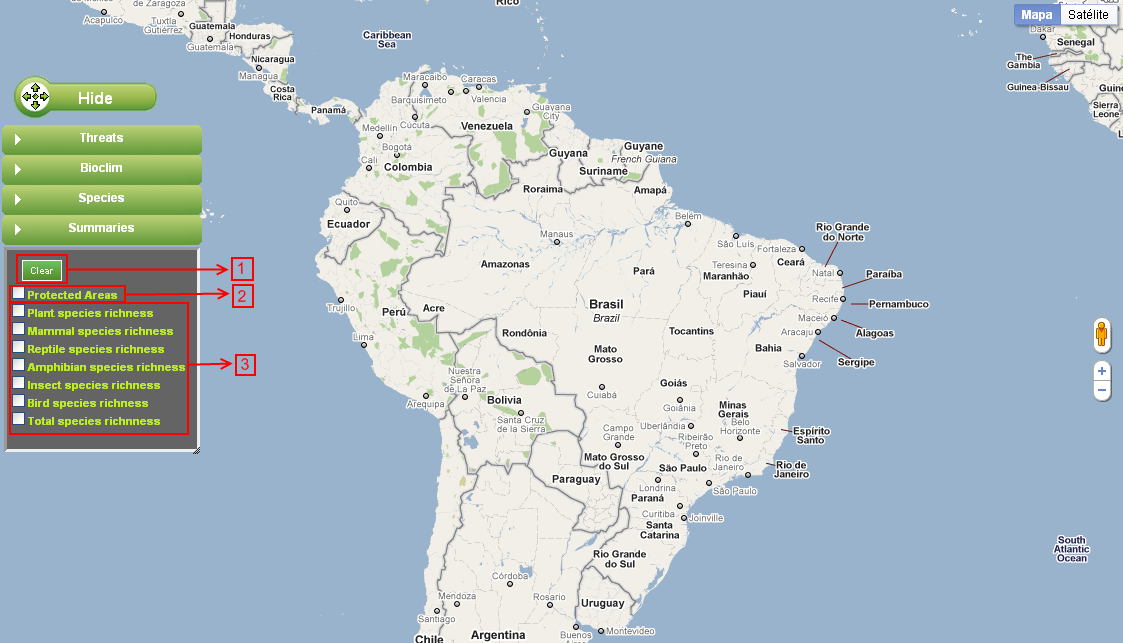 Rico
Mapa
Satélite
de Zaragoza
Acapulco
Tuxtla
Gutiérrez
Guatemala
Guatemala
Honduras
Caribbean
Sea
Nicaragua
Managua
Costa
Rica
Panamá
Dakar
Senegal
The
Gambia
Guinea-Bissau
Sierra
Leone
Hide
Threats
Bioclim
Species
Summaries
Clear
Protected Areas
Plant species richness
Mammal species richness
Reptile species richness
Amphibian species richness
Insect species richness
Bird species richness
Total species richnness
1
2
3
Maracaibo
Caracas
Barquisimeto
Valencia
Guayana
City
Cúcuta
Venezuela
Medellín
Bogotá
Cali
Colombia
Guyana
Guyane
French Guiana
Suriname
Roraima
Amapá
Quito
Ecuador
Manaus
Belém
São Luís
Fortaleza
Rio Grande
do Norte
Amazonas
Pará
Teresina
Maranhão
Ceará
Natal
Paraíba
Piauí
Recife
Pernambuco
Trujillo
Perú
Acre
Brasil
Brazil
Maceió
Alagoas
Lima
Rondônia
Tocantins
Aracaju
Sergipe
Mato
Grosso
Bahia
Salvador
Nuestra
Señora
de La Paz
Arequipa
Bolivia
Cuiabá
Goiás
Goiânia
Santa Cruz
de la Sierra
Minas
Gerais
Campo
Grande
Uberlândia
Belo
Horizonte
Espírito
Santo
Ribeirão
Preto
Mato Grosso
do Sul
São Paulo
Rio de
Janeiro
Rio de
Janeiro
Paraguay
Londrina
São Paulo
Paraná
Curitiba
Joinville
Santa
Catarina
South
Atlantic
Ocean
Rio Grande
do Sul
Córdoba
Mendoza
Rosario
Uruguay
Santiago
Chile
Argentina
Buenos
Montevideo